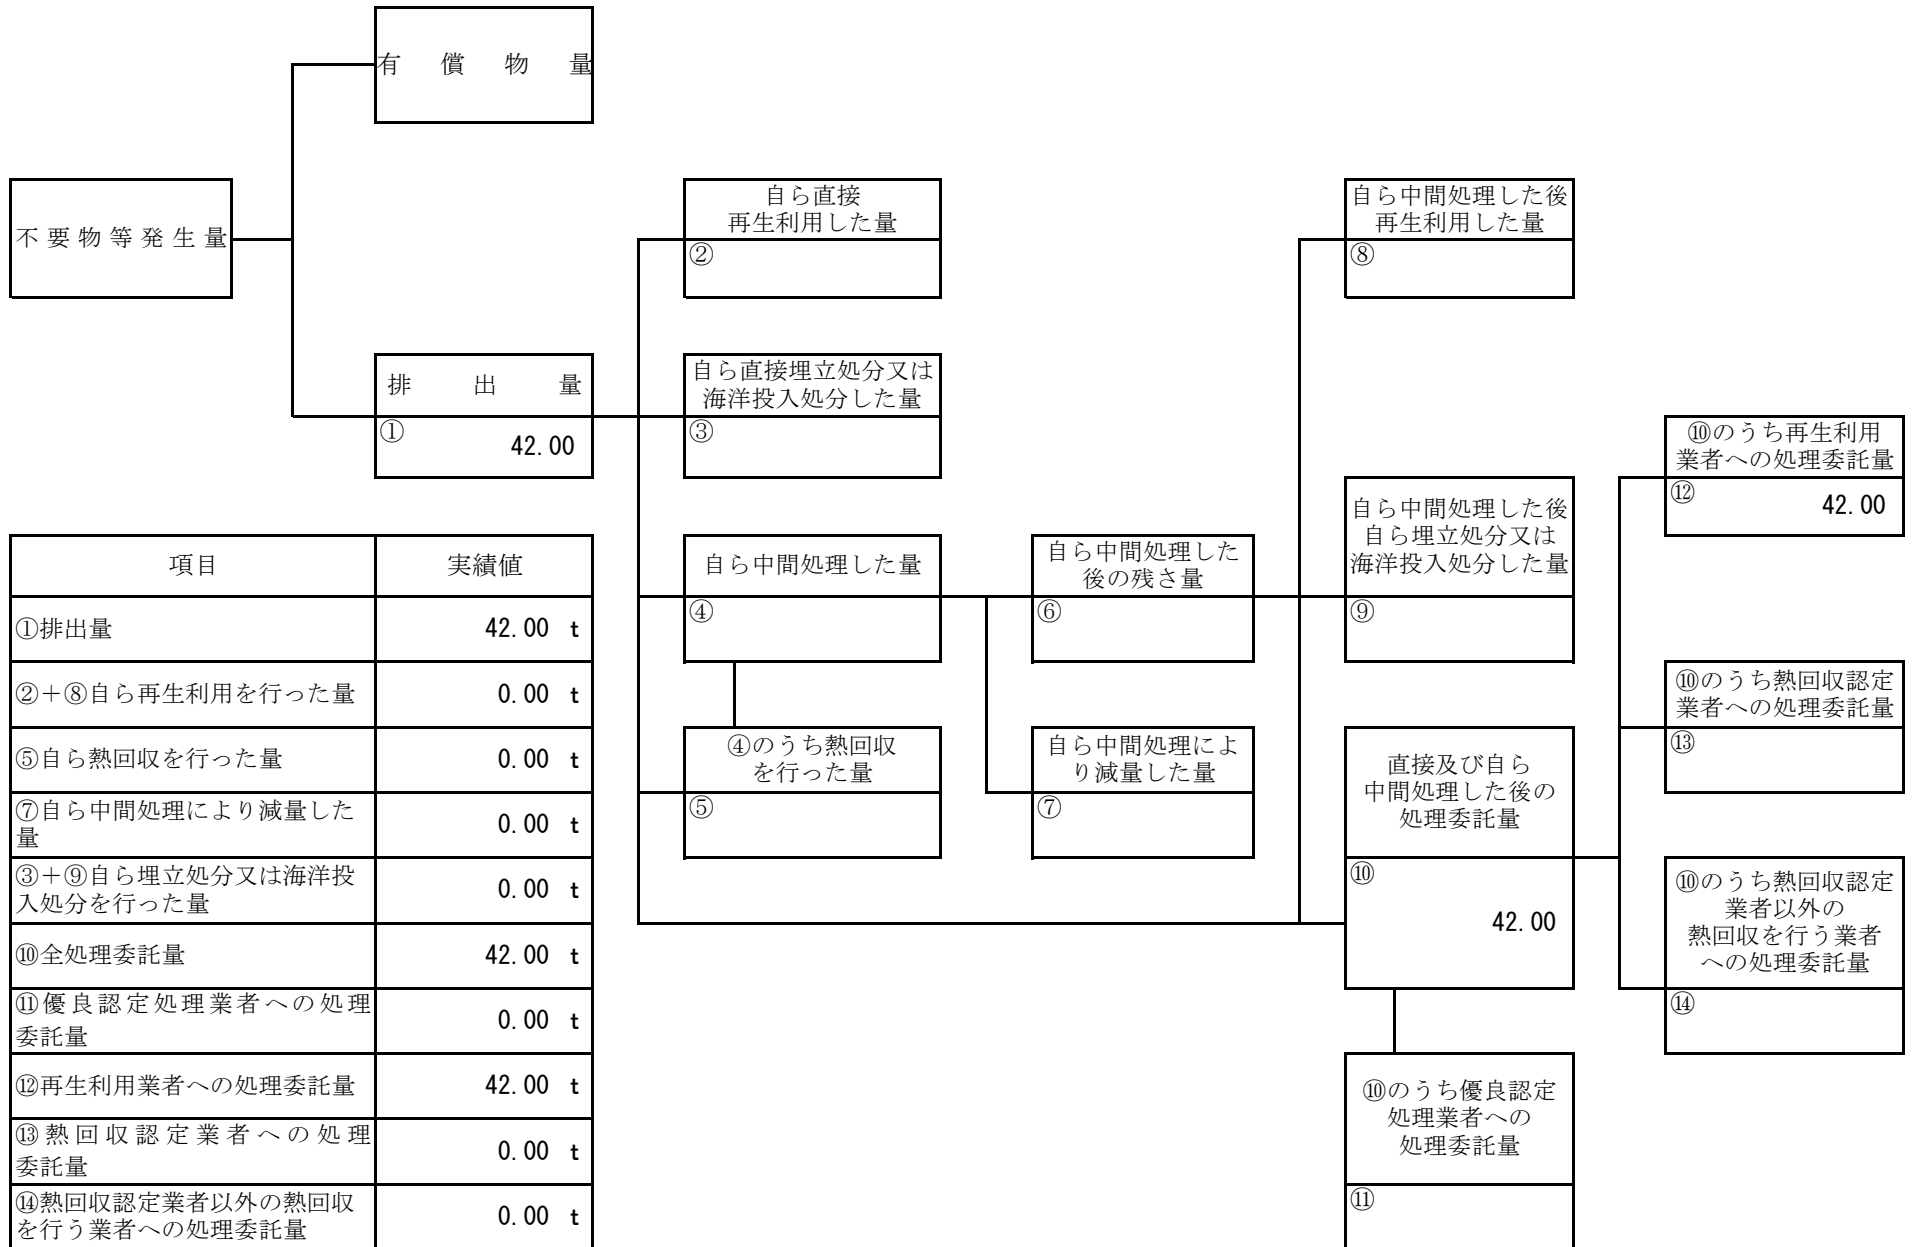 有償物量
不要物等発生量
自ら直接
再生利用した量
②
自ら中間処理した後
再生利用した量
⑧
排出量
①
42.00
自ら直接埋立処分又は
海洋投入処分した量
③
⑩のうち再生利用
業者への処理委託量
⑫
42.00
自ら中間処理した量
④
自ら中間処理した
後の残さ量
⑥
自ら中間処理した後
自ら埋立処分又は
海洋投入処分した量
⑨
⑩のうち熱回収認定
業者への処理委託量
⑬
④のうち熱回収
を行った量
⑤
自ら中間処理によ
り減量した量
⑦
直接及び自ら
中間処理した後の
処理委託量
⑩
42.00
⑩のうち熱回収認定
業者以外の
熱回収を行う業者
への処理委託量
⑭
⑩のうち優良認定
処理業者への
処理委託量
⑪
項目 実績値
①排出量 42.00 t
②＋⑧自ら再生利用を行った量 0.00 t
⑤自ら熱回収を行った量 0.00 t
⑦自ら中間処理により減量した
量 0.00 t
③＋⑨自ら埋立処分又は海洋投
入処分を行った量 0.00 t
⑩全処理委託量 42.00 t
⑪優良認定処理業者への処理
委託量 0.00 t
⑫再生利用業者への処理委託量 42.00 t
⑬熱回収認定業者への処理
委託量 0.00 t
⑭熱回収認定業者以外の熱回収
を行う業者への処理委託量 0.00 t